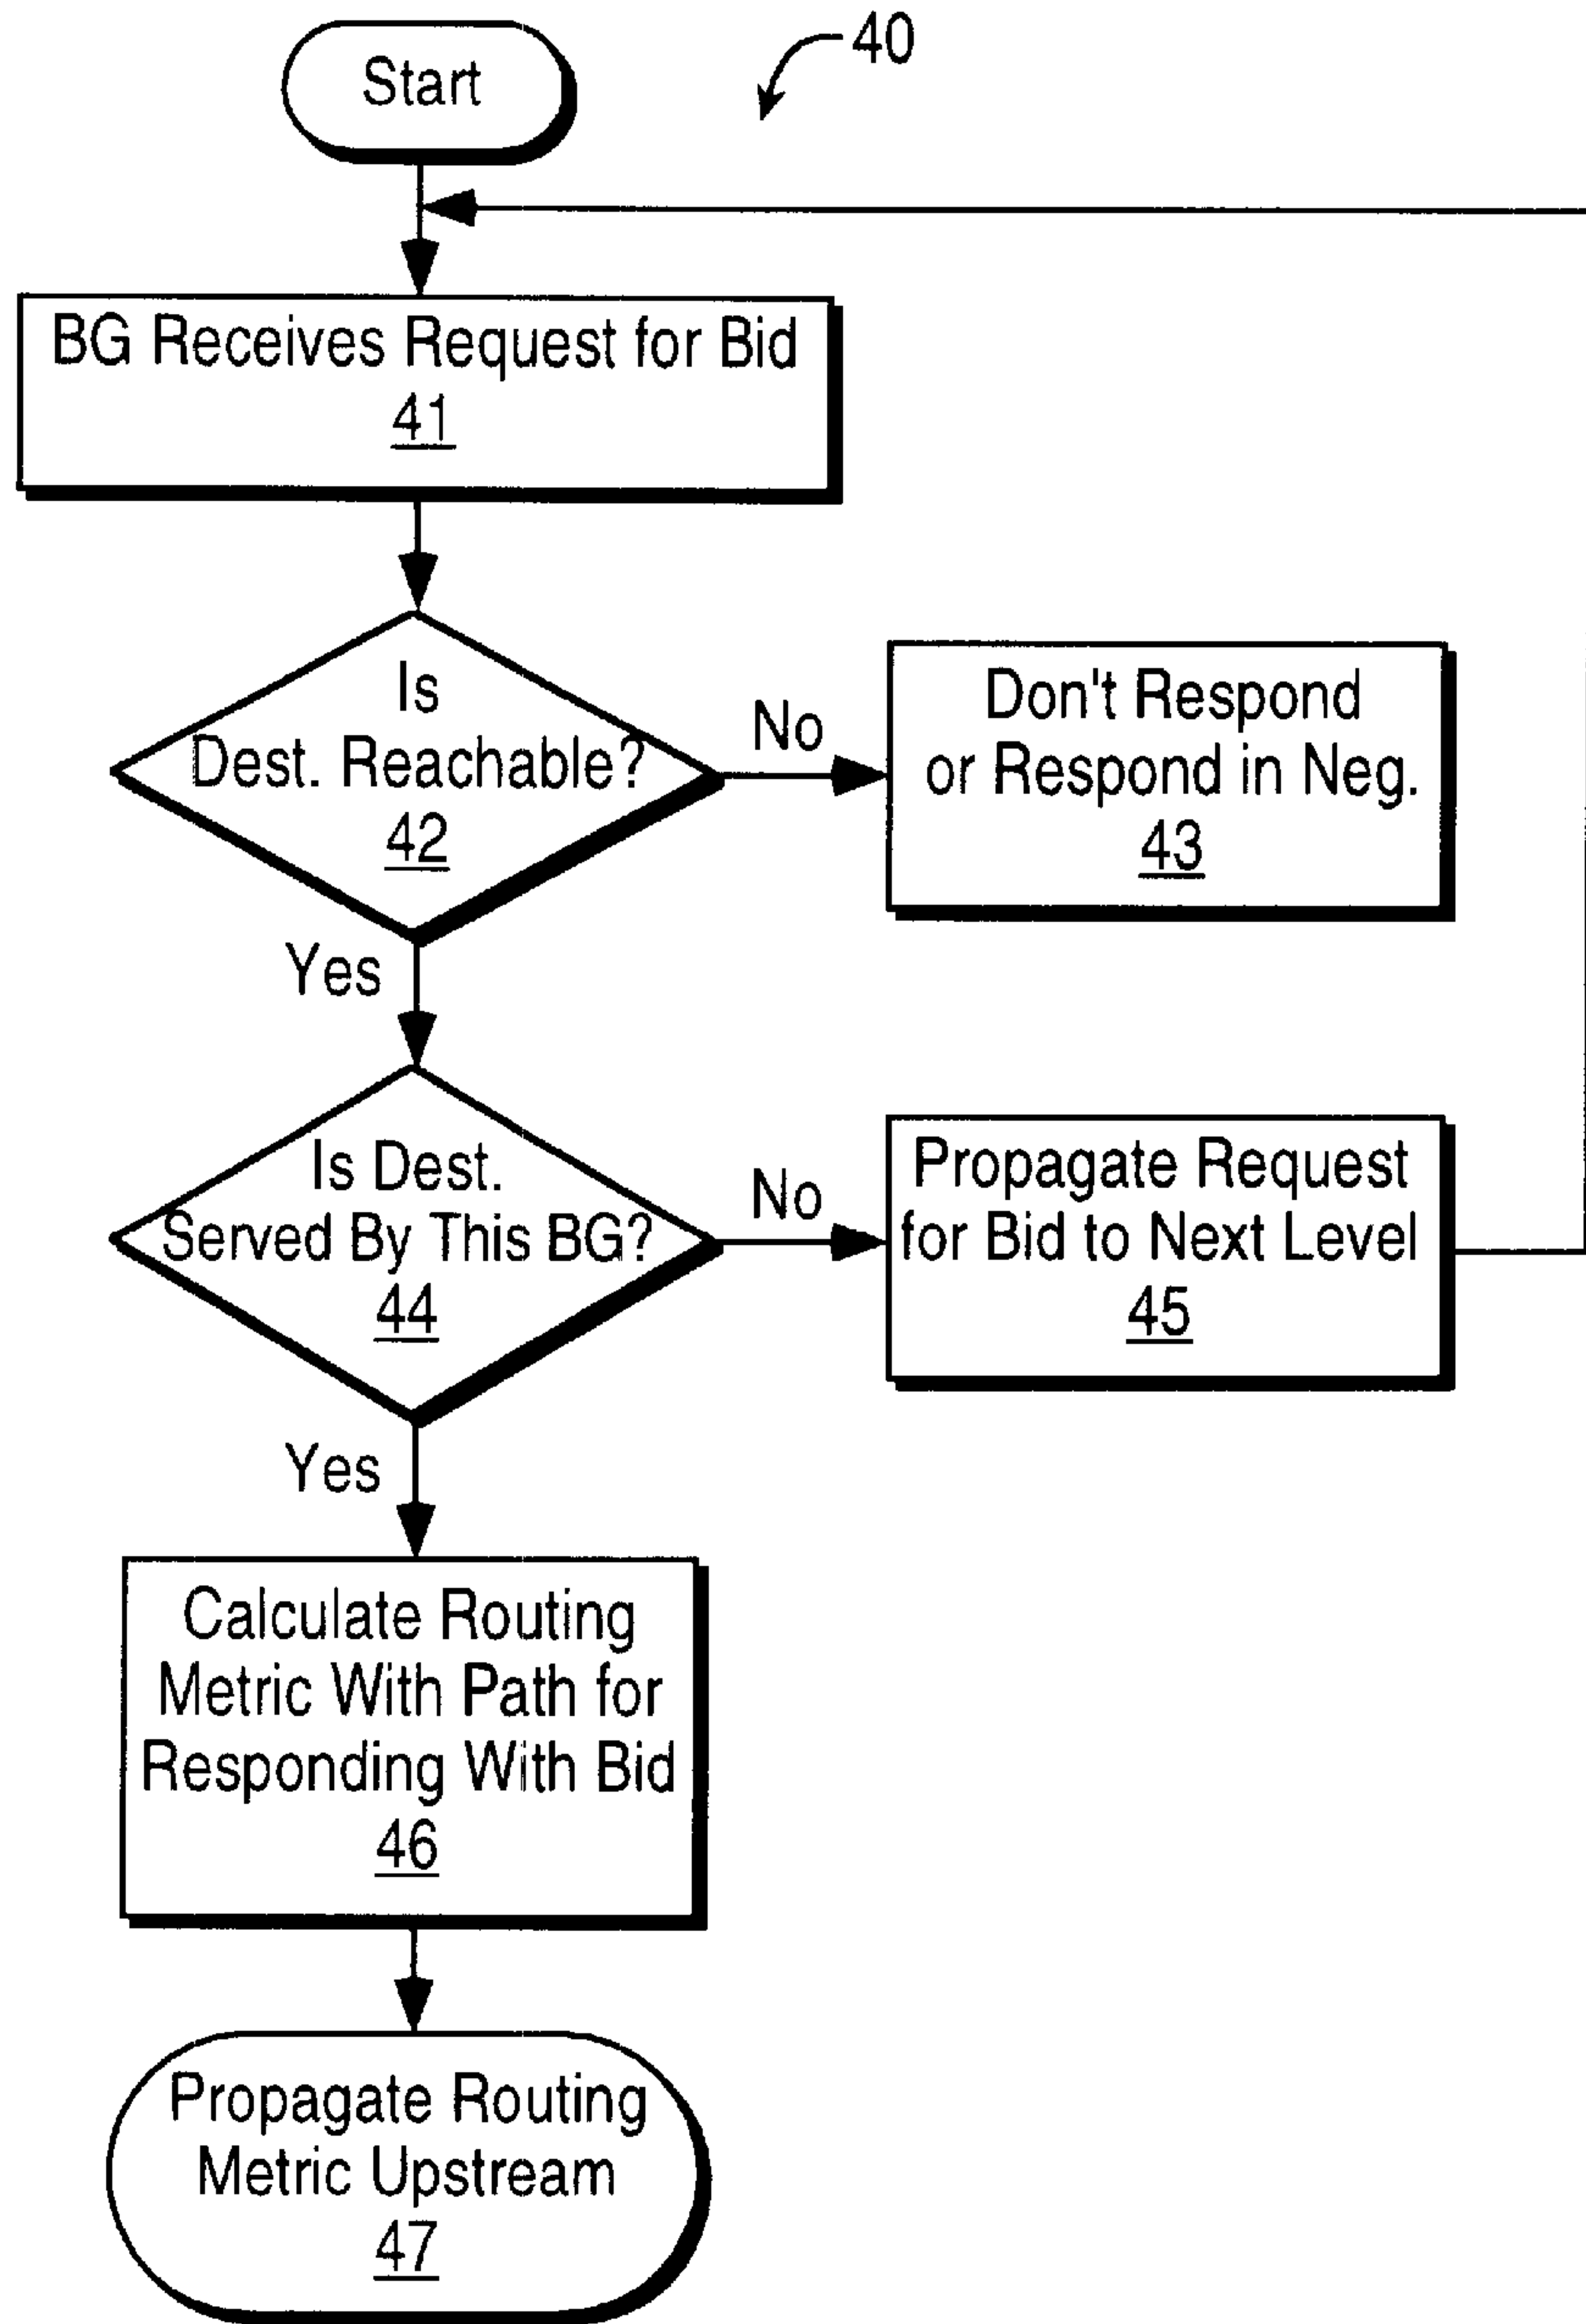 Start
40
BG Receives Request for Bid
41
Is
Dest. Reachable?
42
No
Don't Respond
or Respond in Neg.
43
Yes
Is Dest.
Served By This BG?
44
No
Propagate Request
for Bid to Next Level
45
Yes
Calculate Routing
Metric With Path for
Responding With Bid
46
Propagate Routing
Metric Upstream
47